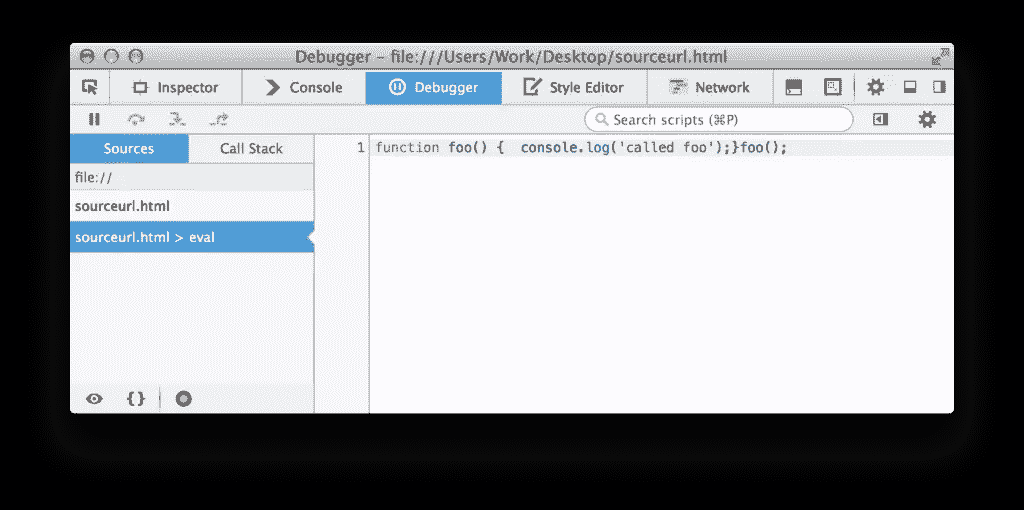 Debugger - file:///Users/Work/Desktop/sourceurl.html
Inspector Console Debugger Style Editor Network
Search scripts (⌘P)
Sources Call Stack
file://
sourceurl.html
sourceurl.html > eval
{}
1 function foo() {  console.log('called foo');}foo();